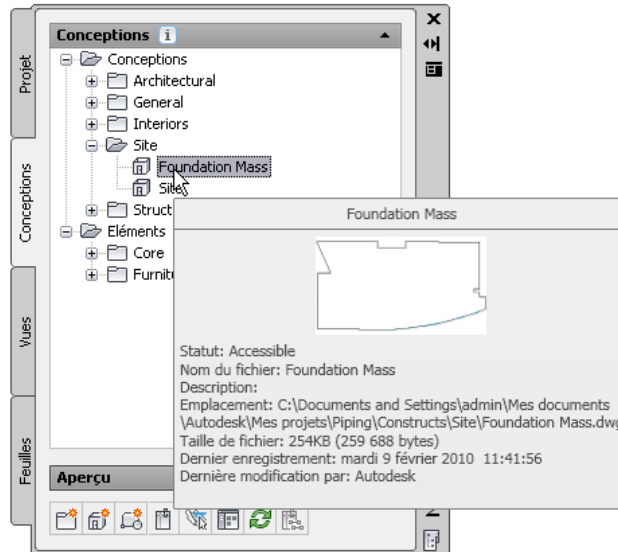 Projet
Conceptions
Vues
Feuilles
Conceptions
Conceptions
Architectural
General
Interiors
Site
Foundation Mass
Site
Struct
Eléments
Core
Furnit
Foundation Mass
Statut: Accessible
Nom du fichier: Foundation Mass
Description:
Emplacement: C:\Documents and Settings\admin\Mes documents
\Autodesk\Mes projets\Piping\Constructs\Site\Foundation Mass.dwg
Taille de fichier: 254KB (259 688 bytes)
Dernier enregistrement: mardi 9 février 2010 11:41:56
Dernière modification par: Autodesk
Aperçu